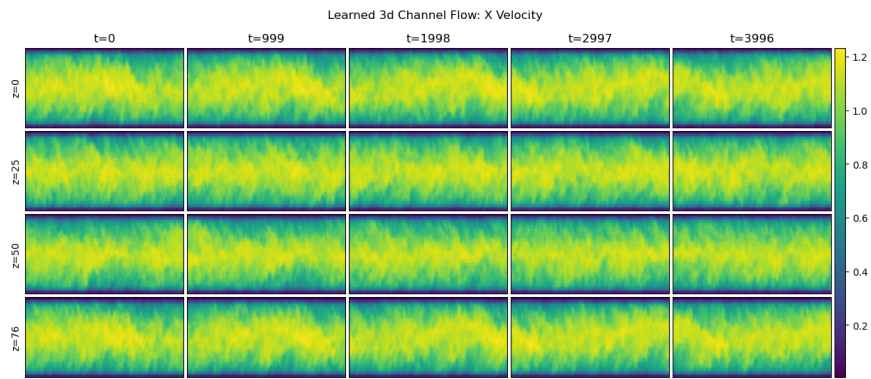 Learned 3d Channel Flow: X Velocity
t=0 t=999 t=1998 t=2997 t=3996
z=0
z=25
z=50
z=76
1.2
1.0
0.8
0.6
0.4
0.2